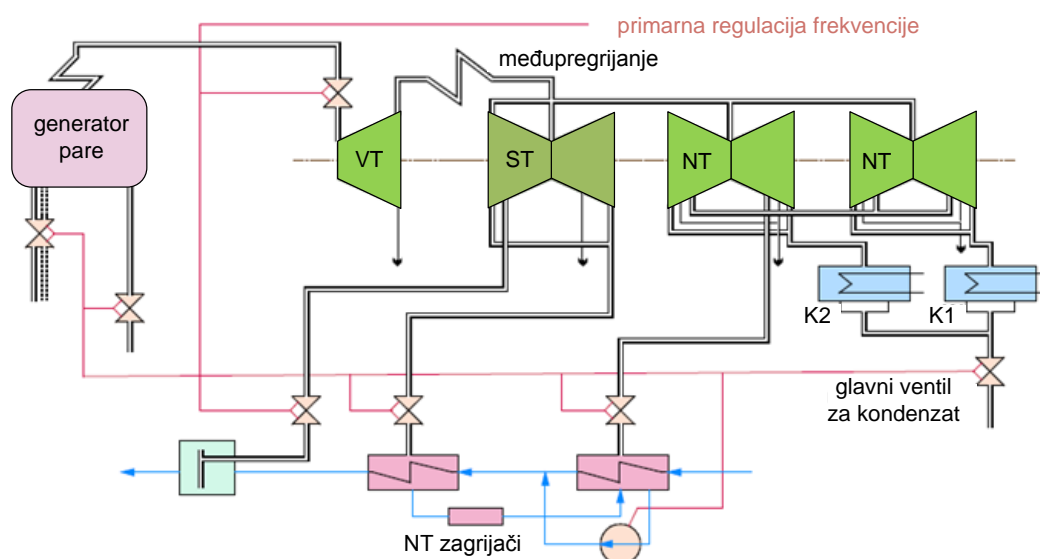 primarna regulacija frekvencije
međupregrijanje
generator
pare
VT
ST
NT
NT
K2
K1
glavni ventil
za kondenzat
NT zagrijači